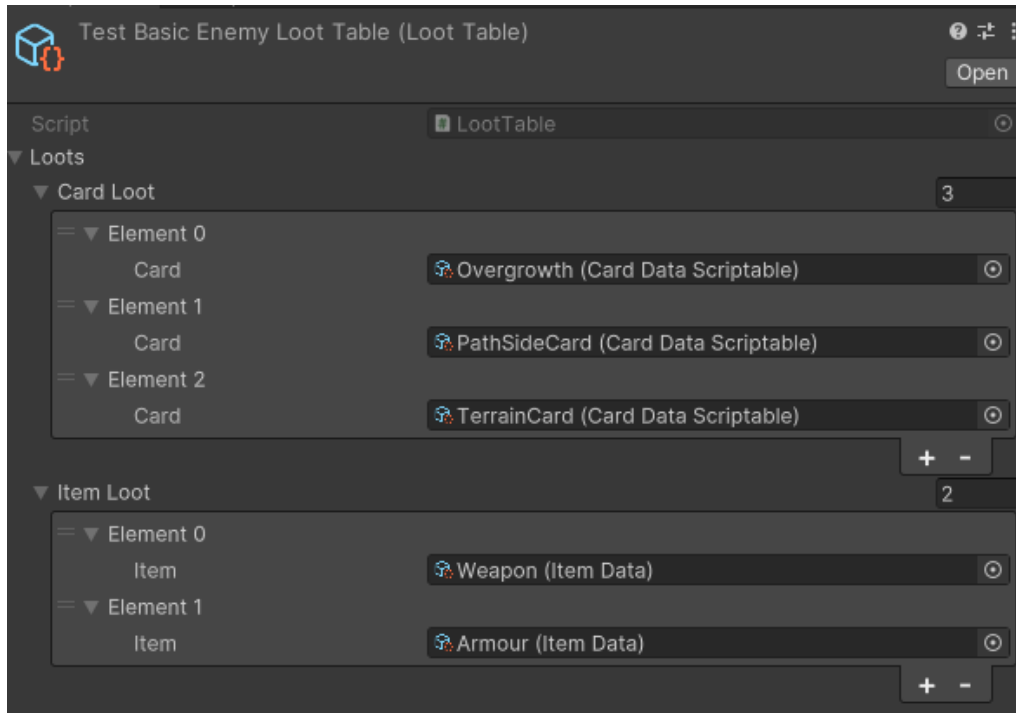 Test Basic Enemy Loot Table (Loot Table)
Open
Script LootTable
Loots
Card Loot 3
Element 0
Card Overgrowth (Card Data Scriptable)
Element 1
Card PathSideCard (Card Data Scriptable)
Element 2
Card TerrainCard (Card Data Scriptable)
+ -
Item Loot 2
Element 0
Item Weapon (Item Data)
Element 1
Item Armour (Item Data)
+ -